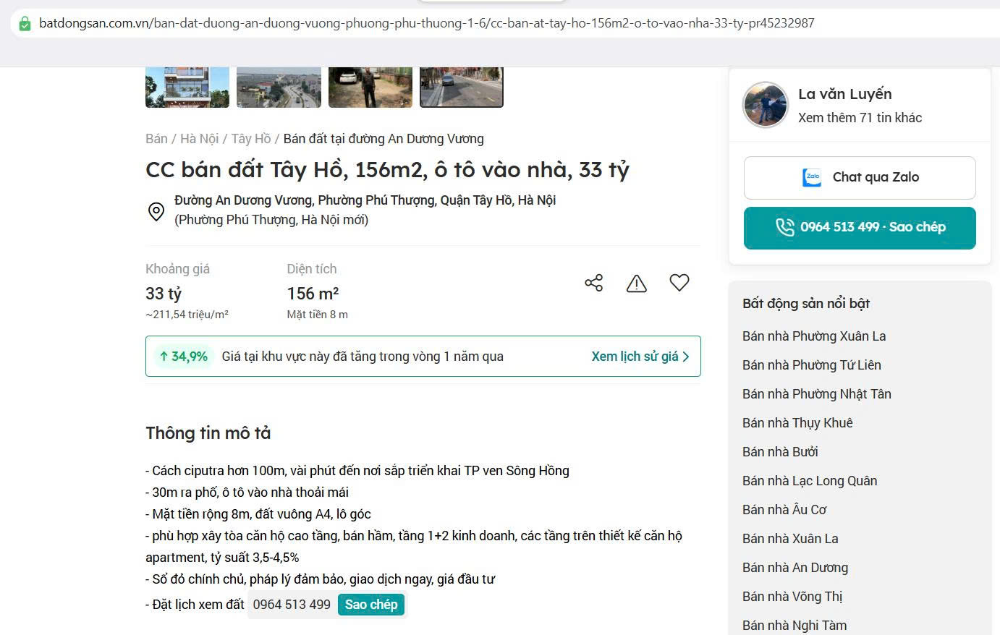 batdongsan.com.vn/ban-dat-duong-an-duong-vuong-phuong-phu-thuong-1-6/cc-ban-at-tay-ho-156m2-o-to-vao-nha-33-ty-pr45232987
Bán / Hà Nội / Tây Hồ / Bán đất tại đường An Dương Vương
CC bán đất Tây Hồ, 156m2, ô tô vào nhà, 33 tỷ
Đường An Dương Vương, Phường Phú Thượng, Quận Tây Hồ, Hà Nội
(Phường Phú Thượng, Hà Nội mới)
Khoảng giá
Diện tích
33 tỷ
156 m²
~211,54 triệu/m²
Mặt tiền 8 m
34,9%
Giá tại khu vực này đã tăng trong vòng 1 năm qua
Xem lịch sử giá
Thông tin mô tả
- Cách ciputra hơn 100m, vài phút đến nơi sắp triển khai TP ven Sông Hồng
- 30m ra phố, ô tô vào nhà thoải mái
- Mặt tiền rộng 8m, đất vuông A4, lô góc
- phù hợp xây tòa căn hộ cao tầng, bán hầm, tầng 1+2 kinh doanh, các tầng trên thiết kế căn hộ
apartment, tỷ suất 3,5-4,5%
- Sổ đỏ chính chủ, pháp lý đảm bảo, giao dịch ngay, giá đầu tư
- Đặt lịch xem đất 0964 513 499 Sao chép
La văn Luyến
Xem thêm 71 tin khác
Zalo Chat qua Zalo
0964 513 499 · Sao chép
Bất động sản nổi bật
Bán nhà Phường Xuân La
Bán nhà Phường Tứ Liên
Bán nhà Phường Nhật Tân
Bán nhà Thụy Khuê
Bán nhà Bưởi
Bán nhà Lạc Long Quân
Bán nhà Âu Cơ
Bán nhà Xuân La
Bán nhà An Dương
Bán nhà Võng Thị
Bán nhà Nghi Tàm